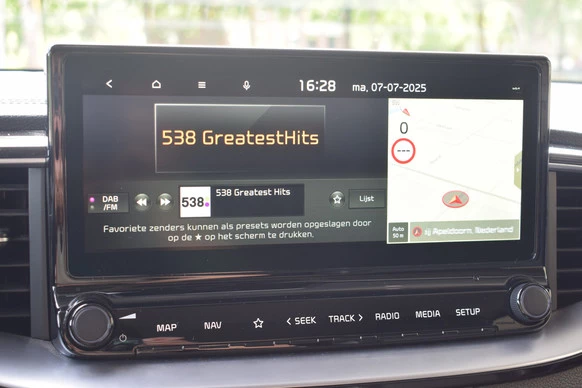 16:28
ma, 07-07-2025
538 GreatestHits
0
---
DAB
/FM
538
538 Greatest Hits
Lijst
Favoriete zenders kunnen als presets worden opgeslagen door
op de ★ op het scherm te drukken.
Auto
50 m
Apeldoorn, Nederland
MAP
NAV
< SEEK
TRACK >
RADIO
MEDIA
SETUP